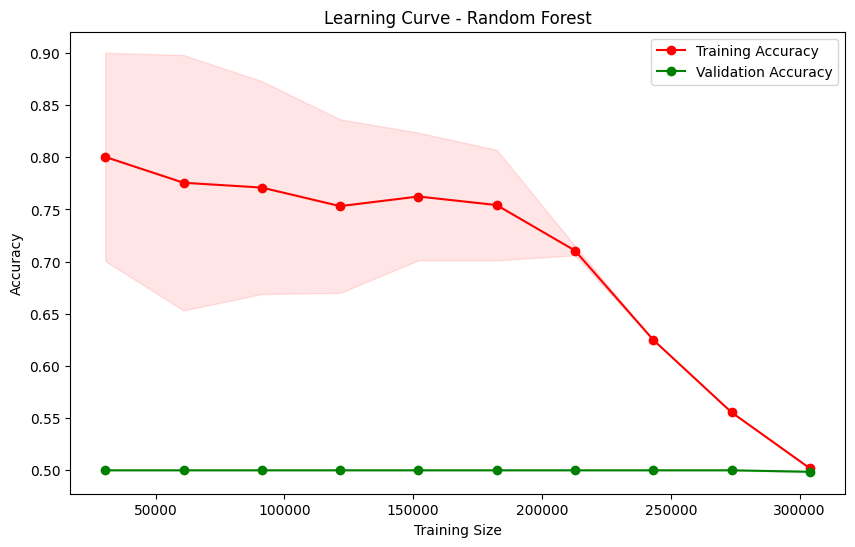 Learning Curve - Random Forest
Training Accuracy
Validation Accuracy
0.90
0.85
0.80
0.75
0.70
0.65
0.60
0.55
0.50
Accuracy
50000 100000 150000 200000 250000 300000
Training Size